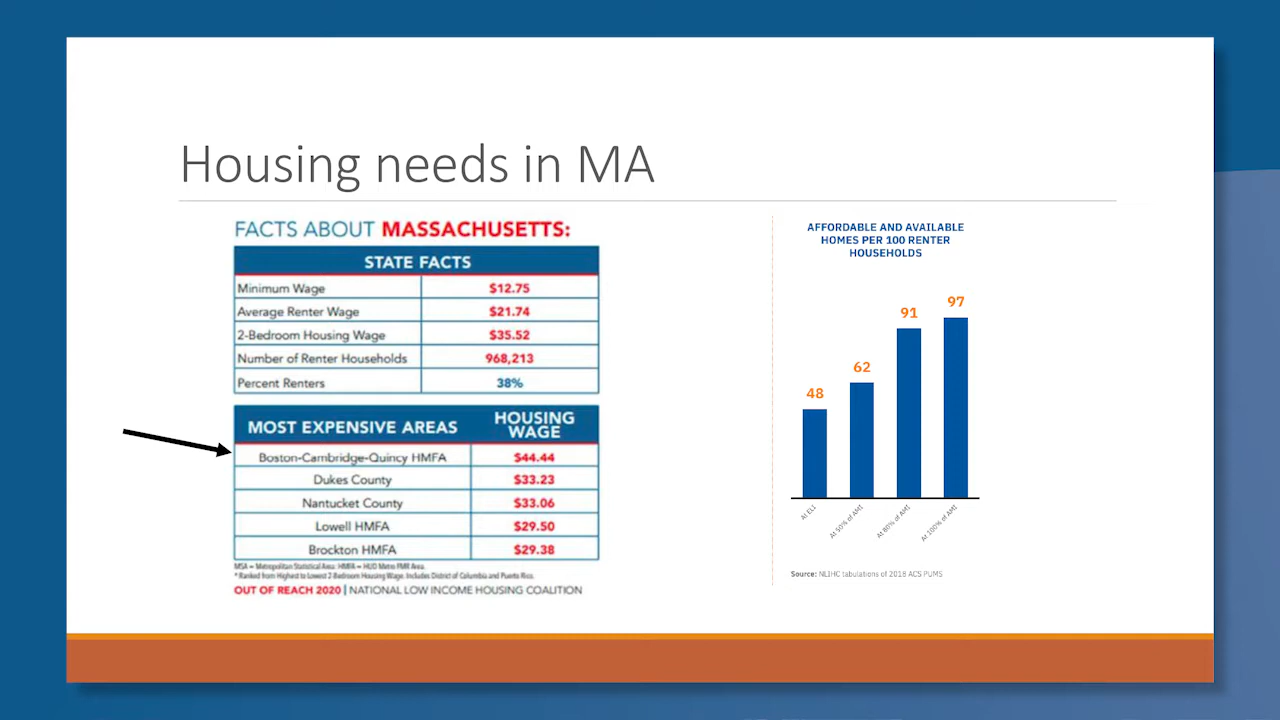 Housing needs in MA
FACTS ABOUT MASSACHUSETTS:
STATE FACTS
Minimum Wage $12.75
Average Renter Wage $21.74
2-Bedroom Housing Wage $35.52
Number of Renter Households 968,213
Percent Renters 38%
MOST EXPENSIVE AREAS HOUSING WAGE
Boston-Cambridge-Quincy HMFA $44.44
Dukes County $33.23
Nantucket County $33.06
Lowell HMFA $29.50
Brockton HMFA $29.38
MSA = Metropolitan Statistical Area; HMFA = HUD Metro FMR Area.
* Ranked from Highest to Lowest 2-Bedroom Housing Wage. Includes District of Columbia and Puerto Rico.
OUT OF REACH 2020 | NATIONAL LOW INCOME HOUSING COALITION
AFFORDABLE AND AVAILABLE
HOMES PER 100 RENTER
HOUSEHOLDS
48
62
91
97
At ELI
At 50% of AMI
At 80% of AMI
At 100% of AMI
Source: NLIHC tabulations of 2018 ACS PUMS